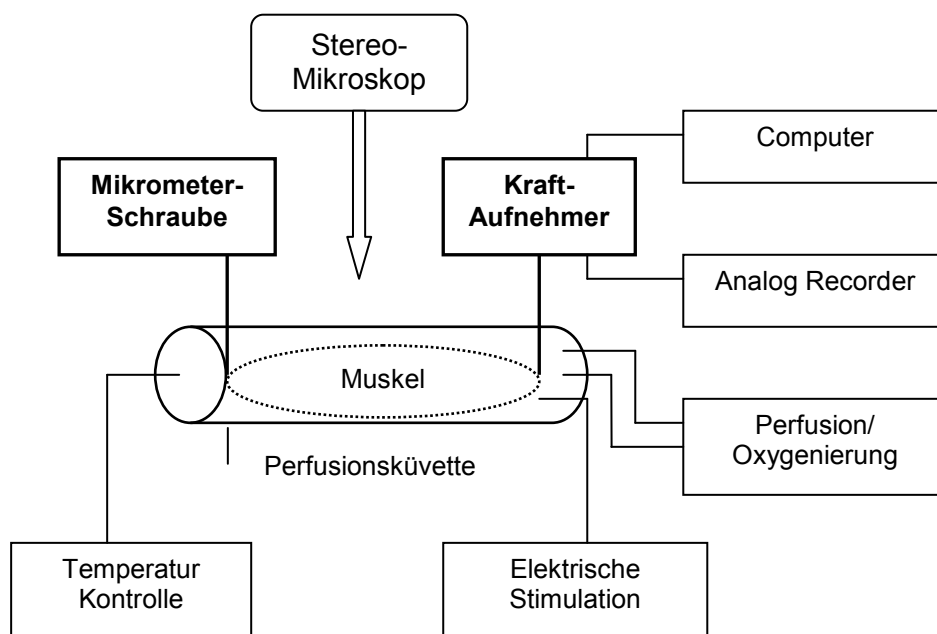 Stereo-
Mikroskop
Computer
Mikrometer-
Schraube
Kraft-
Aufnehmer
Analog Recorder
Muskel
Perfusion/
Oxygenierung
Perfusionsküvette
Temperatur
Kontrolle
Elektrische
Stimulation